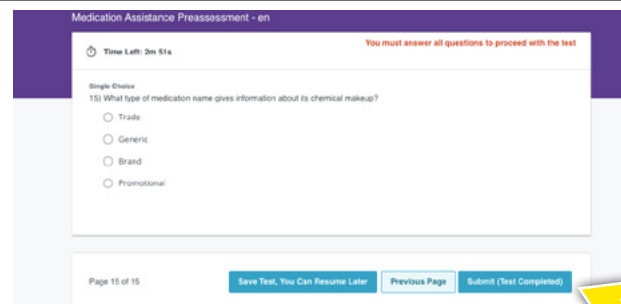 Medication Assistance Preassessment - en
Time Left: 2m 51s
You must answer all questions to proceed with the test
Single Choice
15) What type of medication name gives information about its chemical makeup?
Trade
Generic
Brand
Promotional
Page 15 of 15
Save Test, You Can Resume Later
Previous Page
Submit (Test Completed)